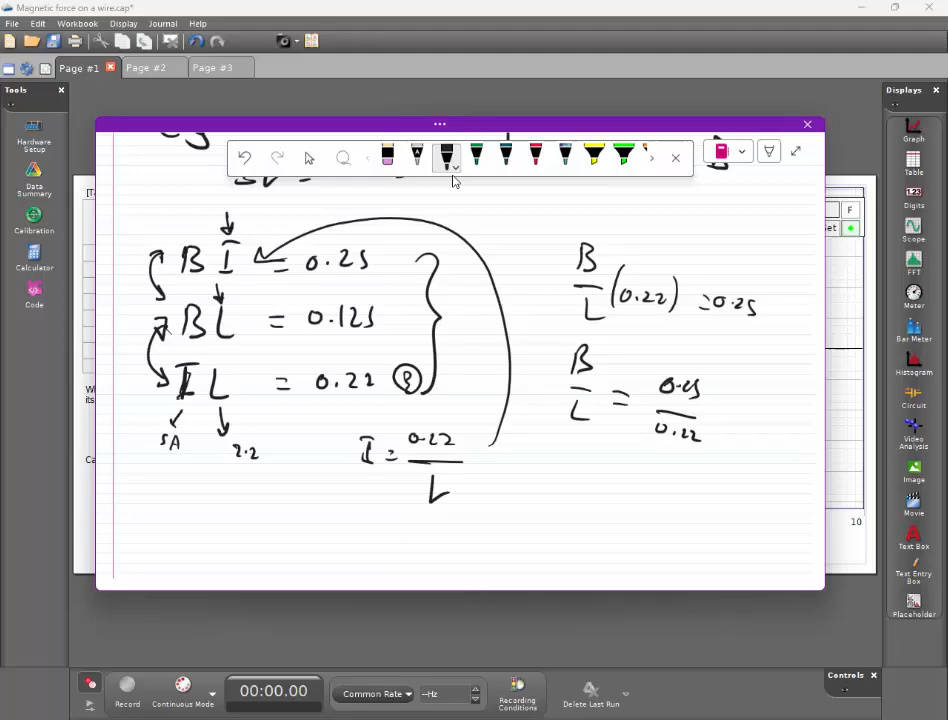 Magnetic force on a wire.cap*
File Edit Workbook Display Journal Help
Page #1 Page #2 Page #3
Tools
Hardware Setup
Data Summary
Calibration
Calculator
Code
B I = 0.25
B L = 0.125
I L = 0.22
5A
2.2
I = 0.22 / L
B / L (0.22) = 0.25
B / L = 0.25 / 0.22
A
F
10
Displays
Graph
Table
Digits
Scope
FFT
Meter
Bar Meter
Histogram
Circuit
Video Analysis
Image
Movie
Text Box
Text Entry Box
Placeholder
Record
Continuous Mode
00:00.00
Common Rate
--Hz
Recording Conditions
Delete Last Run
Controls